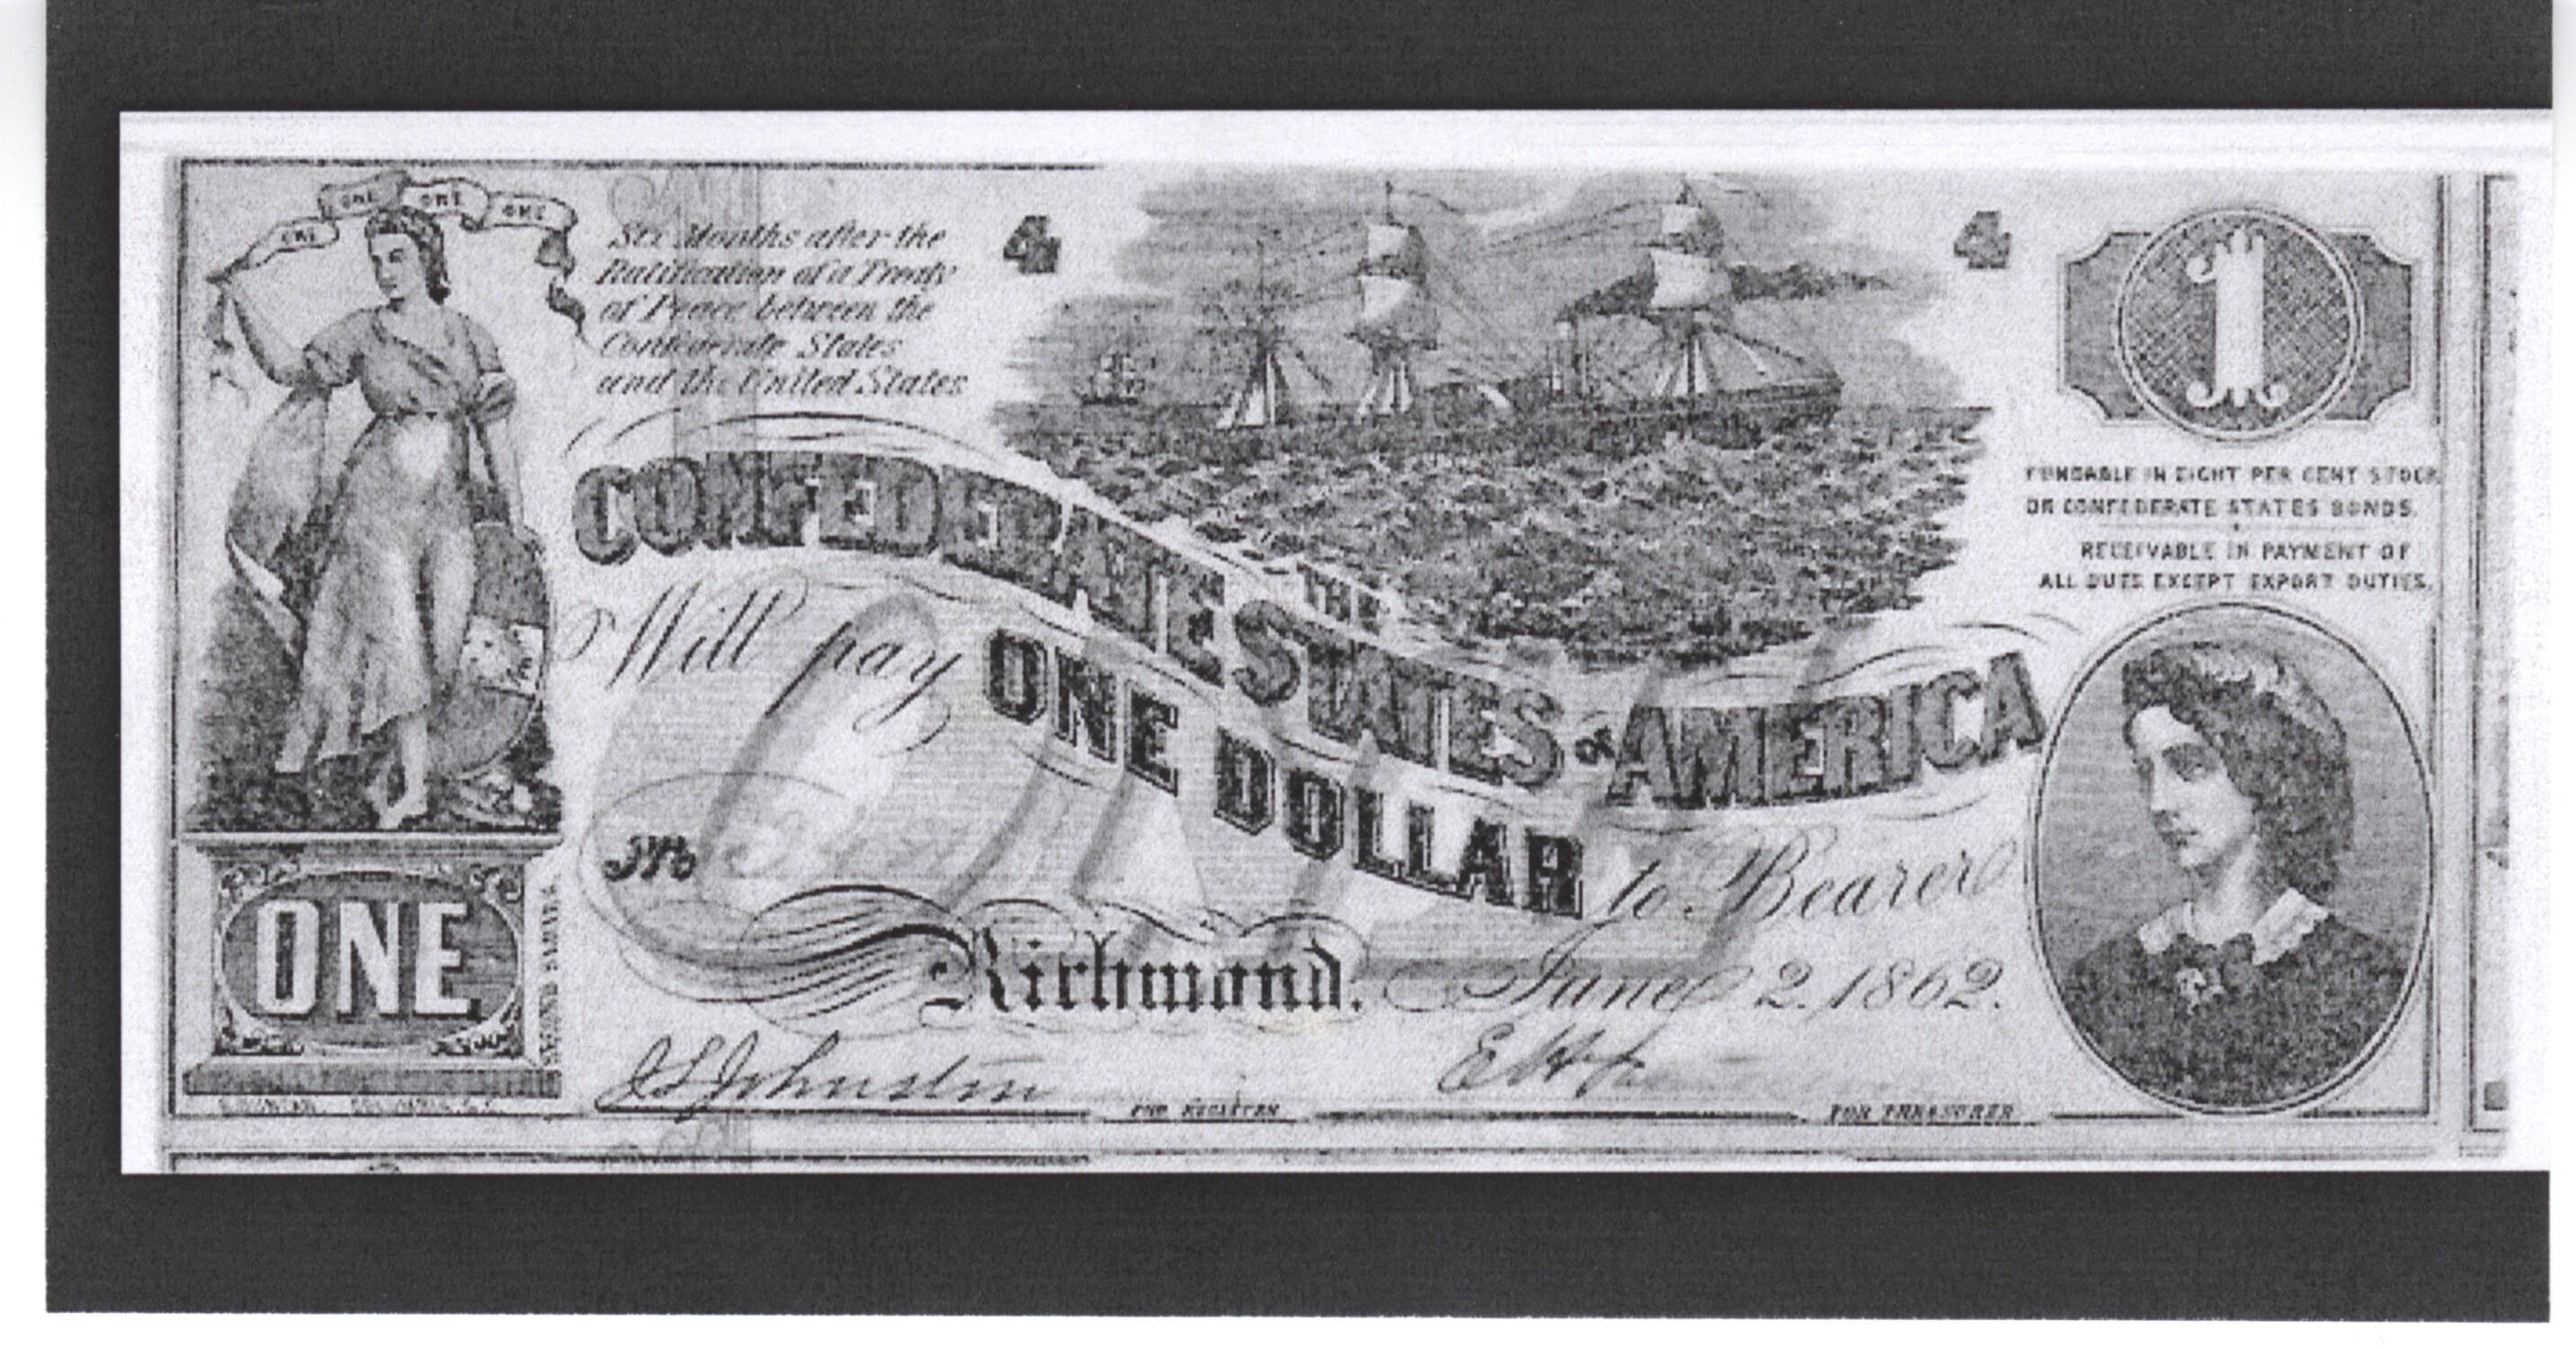 ONE ONE ONE ONE
Six Months after the
Ratification of a Treaty
of Peace between the
Confederate States
and the United States
4
4
1
FUNDABLE IN EIGHT PER CENT STOCK
OR CONFEDERATE STATES BONDS.
RECEIVABLE IN PAYMENT OF
ALL DUES EXCEPT EXPORT DUTIES.
THE
CONFEDERATE STATES OF AMERICA
Will pay ONE DOLLAR to Bearer
No
Richmond, June 2, 1862.
ONE
J L Johnston
FOR REGISTER
FOR TREASURER